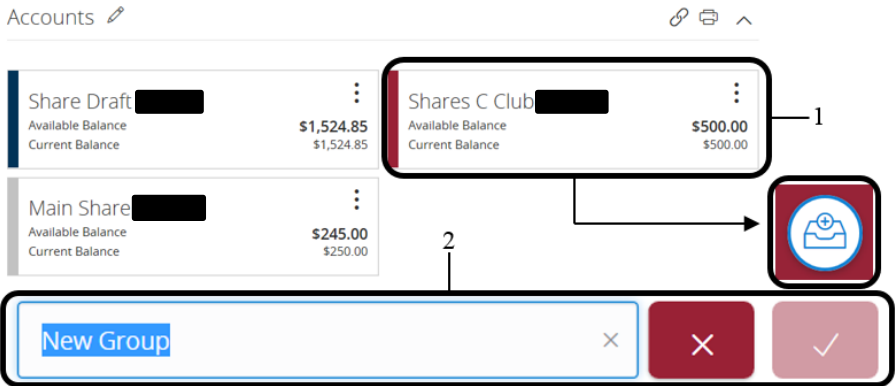 Accounts
Share Draft
Available Balance $1,524.85
Current Balance $1,524.85
Shares C Club
Available Balance $500.00
Current Balance $500.00
1
Main Share
Available Balance $245.00
Current Balance $250.00
2
New Group